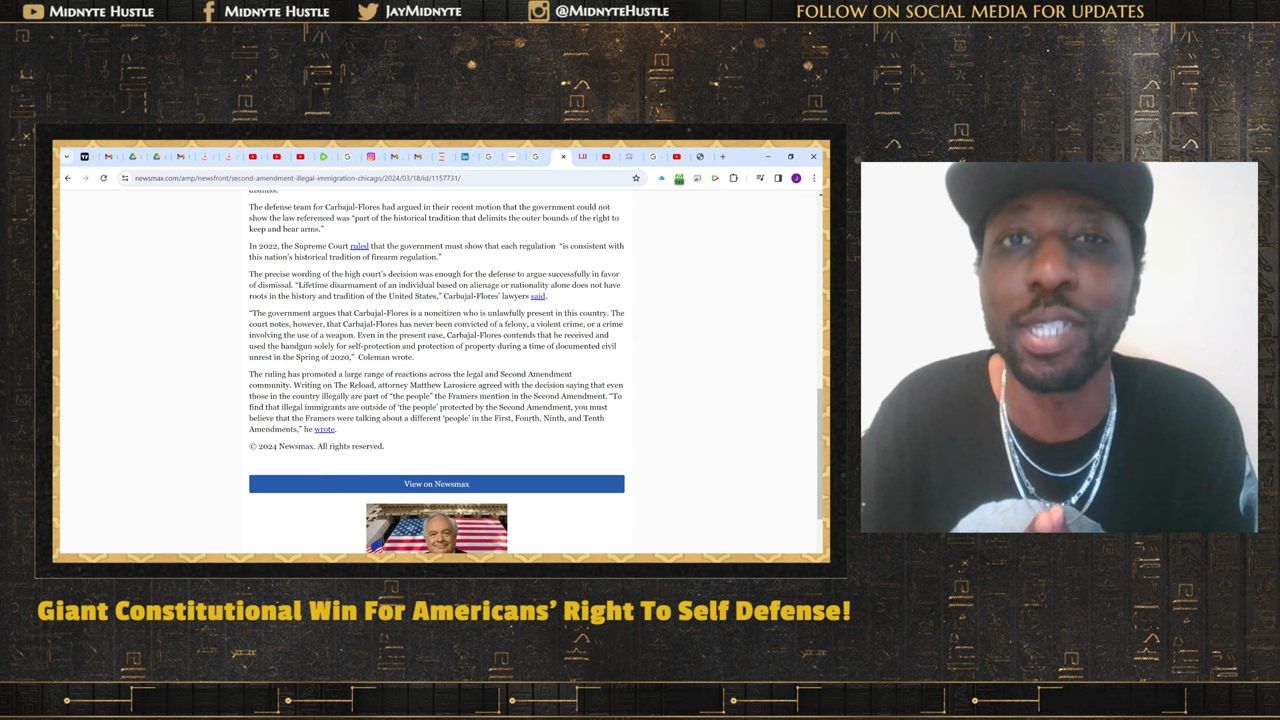 MIDNYTE HUSTLE
MIDNYTE HUSTLE
JAYMIDNYTE
@MIDNYTEHUSTLE
FOLLOW ON SOCIAL MEDIA FOR UPDATES
newsmax.com/amp/newsfront/second-amendment-illegal-immigration-chicago/2024/03/18/id/1157731/
dismiss.
The defense team for Carbajal-Flores had argued in their recent motion that the government could not
show the law referenced was “part of the historical tradition that delimits the outer bounds of the right to
keep and bear arms.”
In 2022, the Supreme Court ruled that the government must show that each regulation “is consistent with
this nation’s historical tradition of firearm regulation.”
The precise wording of the high court’s decision was enough for the defense to argue successfully in favor
of dismissal. “Lifetime disarmament of an individual based on alienage or nationality alone does not have
roots in the history and tradition of the United States,” Carbajal-Flores’ lawyers said.
“The government argues that Carbajal-Flores is a noncitizen who is unlawfully present in this country. The
court notes, however, that Carbajal-Flores has never been convicted of a felony, a violent crime, or a crime
involving the use of a weapon. Even in the present case, Carbajal-Flores contends that he received and
used the handgun solely for self-protection and protection of property during a time of documented civil
unrest in the Spring of 2020,” Coleman wrote.
The ruling has promoted a large range of reactions across the legal and Second Amendment
community. Writing on The Reload, attorney Matthew Larosiere agreed with the decision saying that even
those in the country illegally are part of “the people” the Framers mention in the Second Amendment. “To
find that illegal immigrants are outside of ‘the people’ protected by the Second Amendment, you must
believe that the Framers were talking about a different ‘people’ in the First, Fourth, Ninth, and Tenth
Amendments,” he wrote.
© 2024 Newsmax. All rights reserved.
View on Newsmax
Giant Constitutional Win For Americans’ Right To Self Defense!